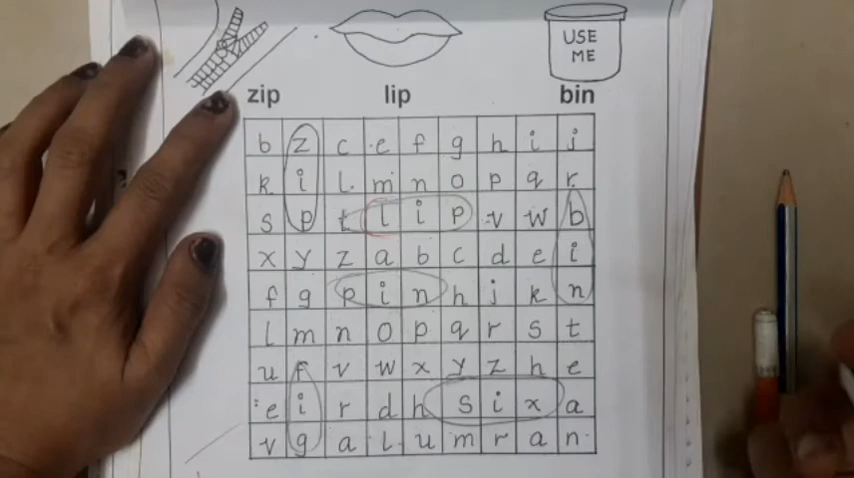 USE
ME
zip lip bin
b z c e f g h i j
k i l m n o p q r
s p t l i p v w b
x y z a b c d e i
f g p i n h j k n
l m n o p q r s t
u f v w x y z h e
e i r d h s i x a
v g a l u m r a n